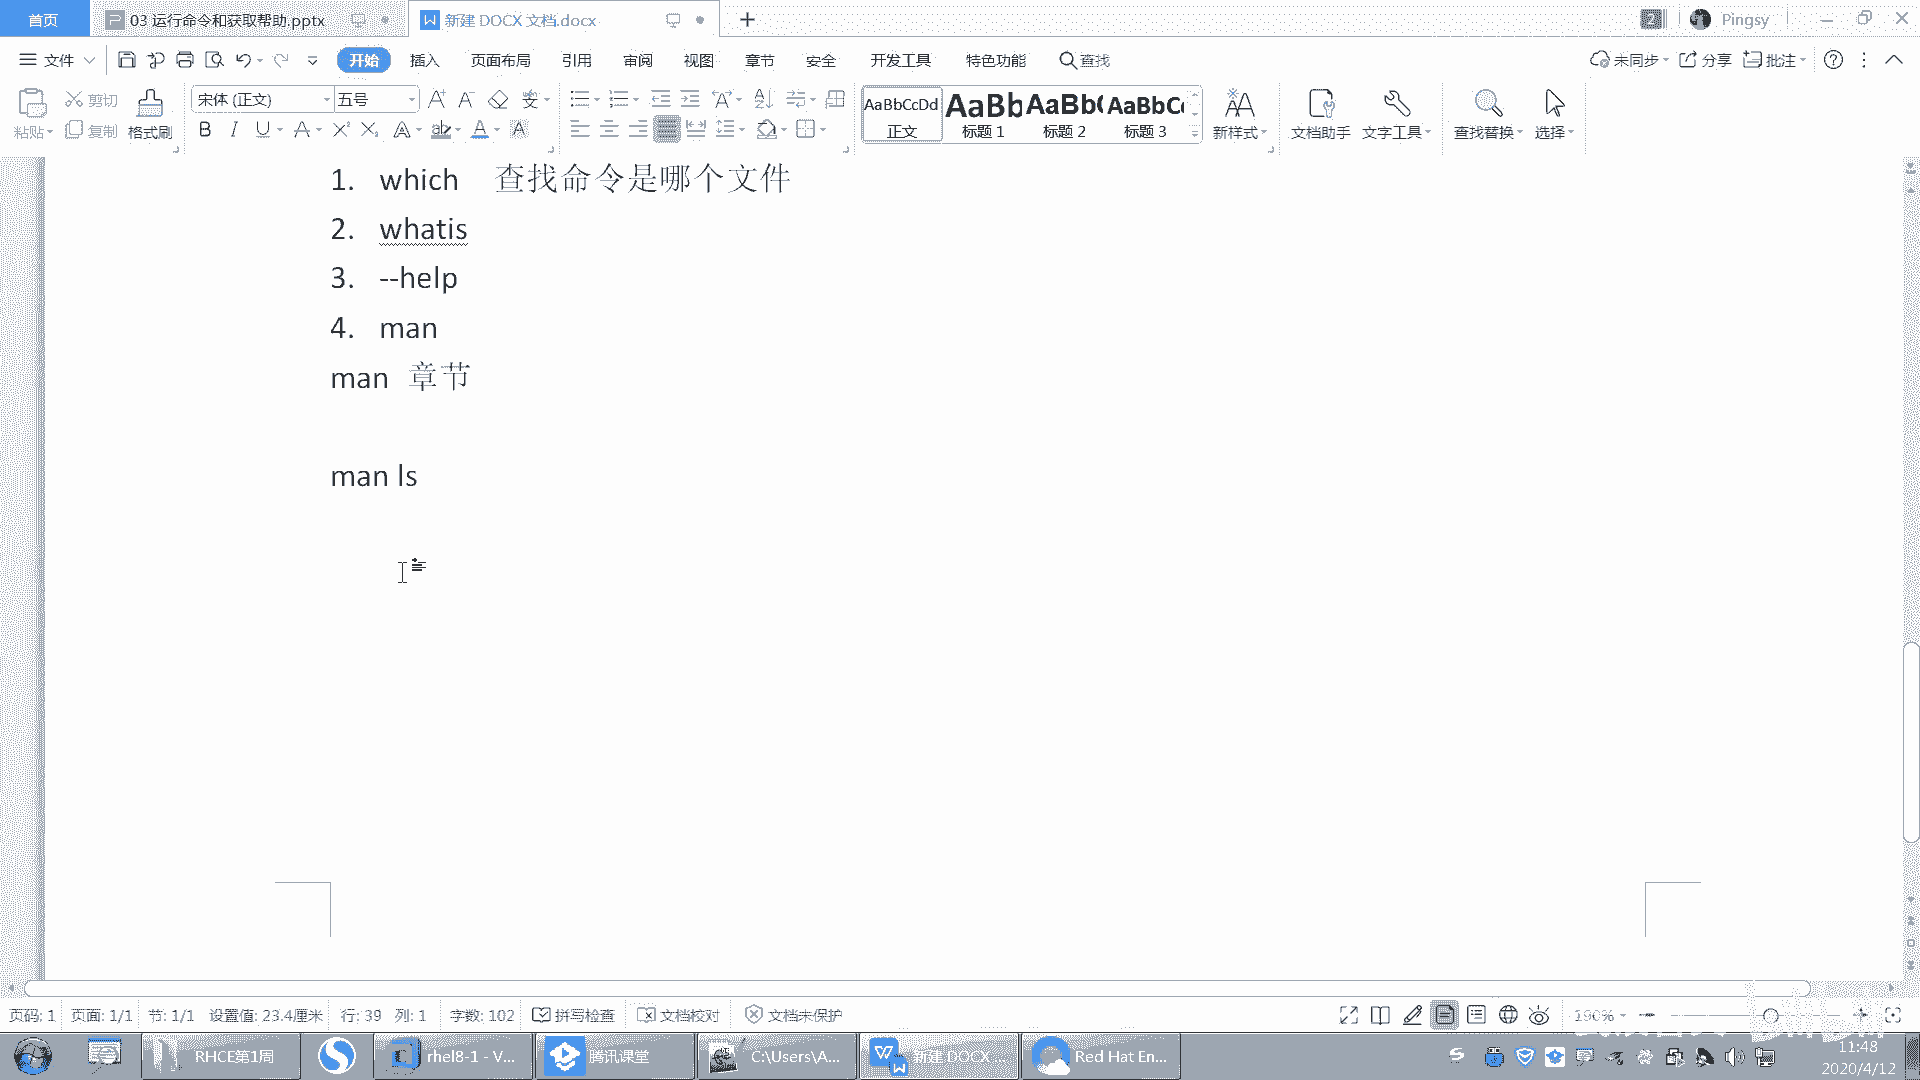 首页 03 运行命令和获取帮助.pptx 新建 DOCX 文档.docx Pingsy
文件 开始 插入 页面布局 引用 审阅 视图 章节 安全 开发工具 特色功能 查找 未同步 分享 批注
粘贴 剪切 复制 格式刷 宋体 (正文) 五号
AaBbCcDd 正文 标题 1 标题 2 标题 3 新样式 文档助手 文字工具 查找替换 选择
1. which 查找命令是哪个文件
2. whatis
3. --help
4. man
man 章节
man ls
页码: 1 页面: 1/1 节: 1/1 设置值: 23.4厘米 行: 39 列: 1 字数: 102 拼写检查 文档校对 文档未保护 190%
RHCE第1周 rhel8-1 - V... 腾讯课堂 C:\Users\A... 新建 DOCX ... Red Hat En...
11:48
2020/4/12